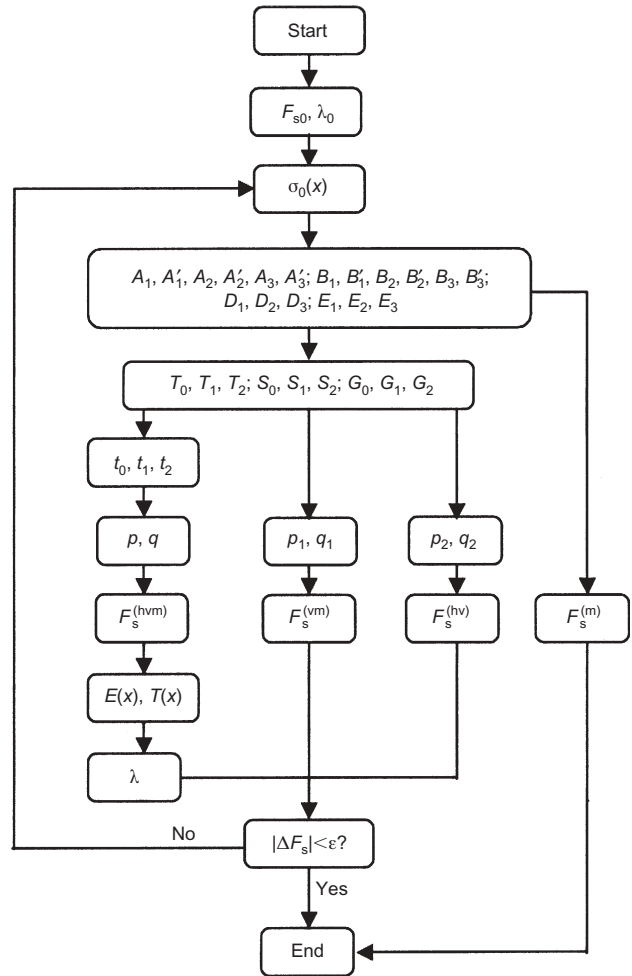 Start
F_s0, λ_0
σ_0(x)
A_1, A′_1, A_2, A′_2, A_3, A′_3; B_1, B′_1, B_2, B′_2, B_3, B′_3;
D_1, D_2, D_3; E_1, E_2, E_3
T_0, T_1, T_2; S_0, S_1, S_2; G_0, G_1, G_2
t_0, t_1, t_2
p, q
p_1, q_1
p_2, q_2
F_s^(hvm)
F_s^(vm)
F_s^(hv)
F_s^(m)
E(x), T(x)
λ
No
|ΔF_s|<ε?
Yes
End